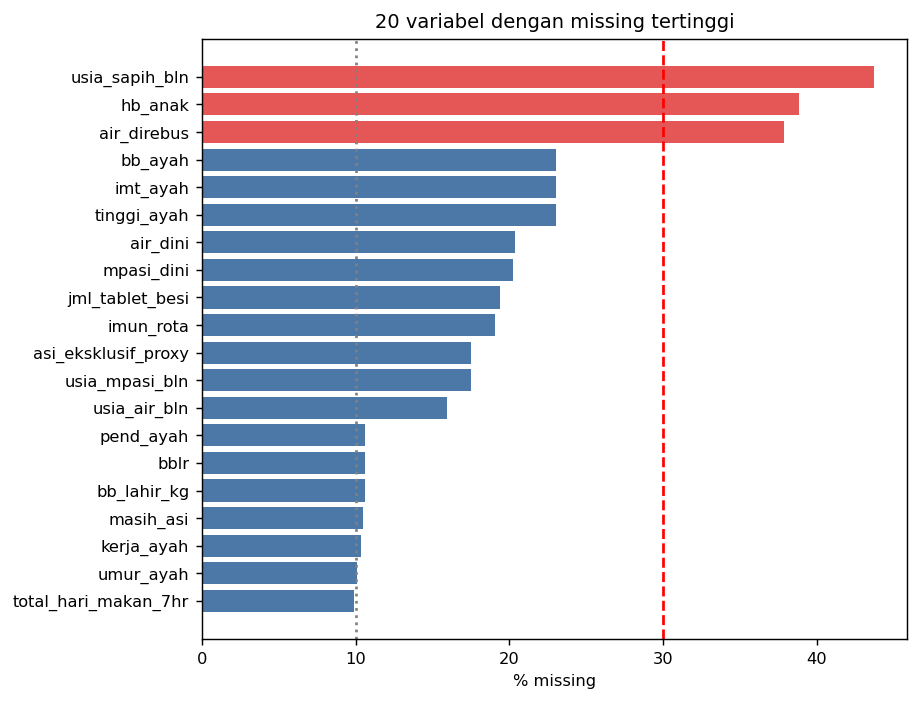 20 variabel dengan missing tertinggi
usia_sapih_bln
hb_anak
air_direbus
bb_ayah
imt_ayah
tinggi_ayah
air_dini
mpasi_dini
jml_tablet_besi
imun_rota
asi_eksklusif_proxy
usia_mpasi_bln
usia_air_bln
pend_ayah
bblr
bb_lahir_kg
masih_asi
kerja_ayah
umur_ayah
total_hari_makan_7hr
0 10 20 30 40
% missing